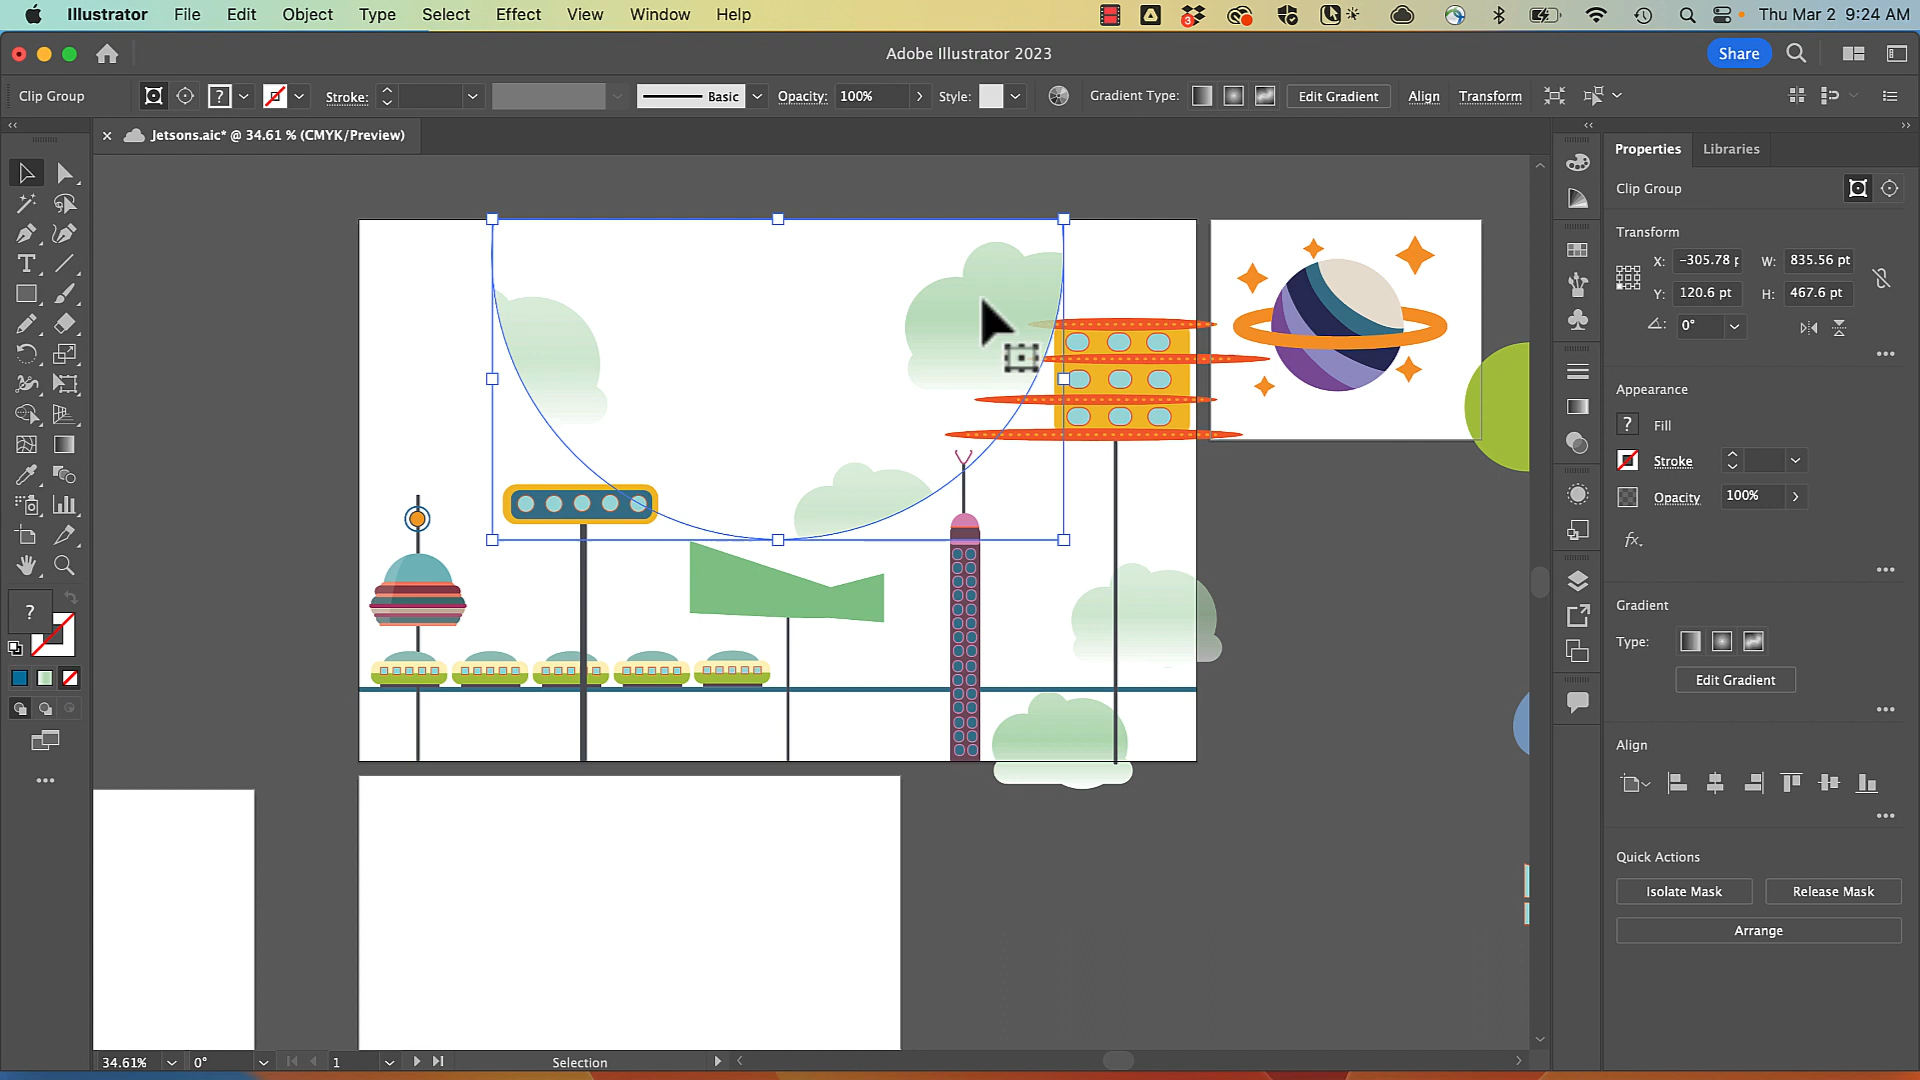 Illustrator File Edit Object Type Select Effect View Window Help
3
Thu Mar 2 9:24 AM
Adobe Illustrator 2023
Share
Clip Group
?
Stroke:
Basic
Opacity: 100%
Style:
Gradient Type:
Edit Gradient
Align
Transform
Jetsons.aic* @ 34.61 % (CMYK/Preview)
Properties
Libraries
Clip Group
Transform
X: -305.78 p
W: 835.56 pt
Y: 120.6 pt
H: 467.6 pt
0°
Appearance
? Fill
Stroke
Opacity 100%
fx.
Gradient
Type:
Edit Gradient
Align
Quick Actions
Isolate Mask
Release Mask
Arrange
T
?
34.61%
0°
1
Selection